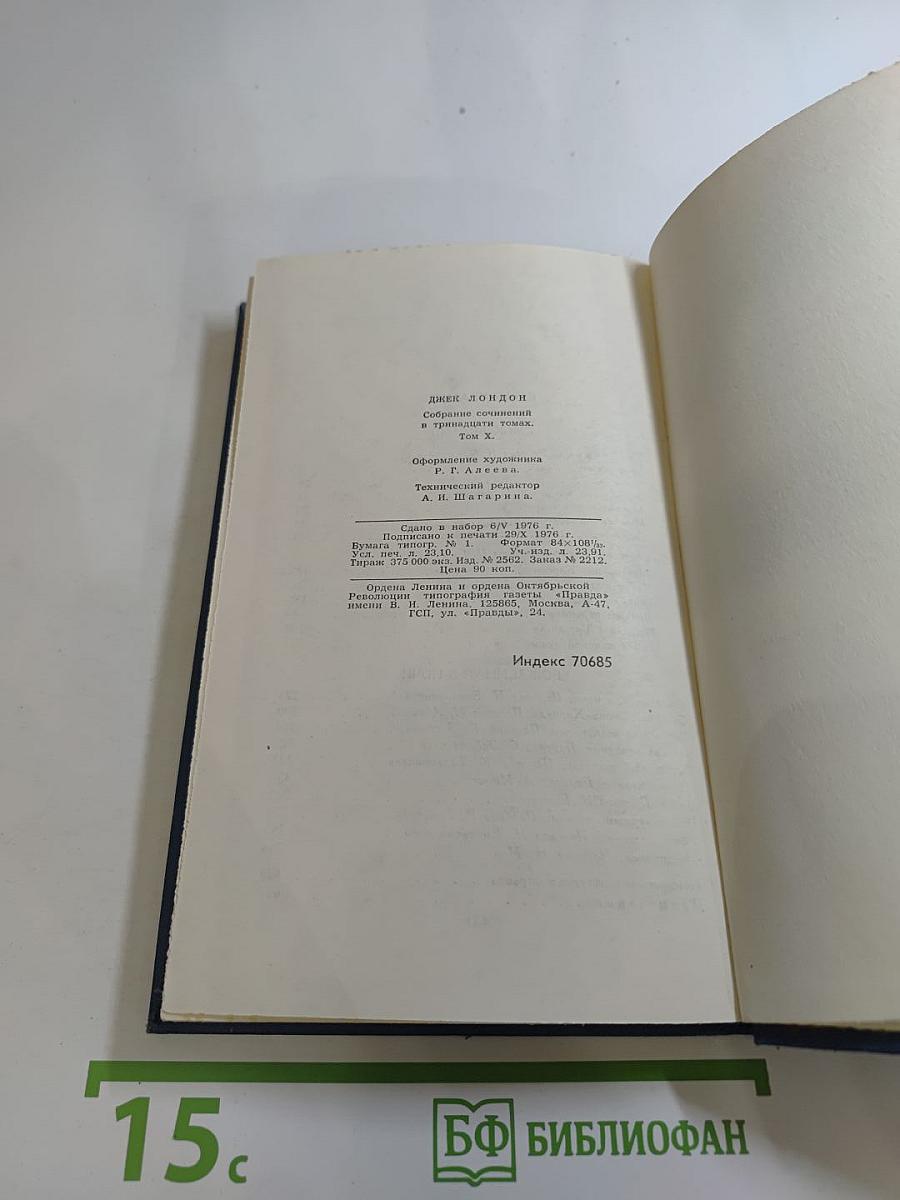 ДЖЕК ЛОНДОН
Собрание сочинений
в тринадцати томах.
Том X.
Оформление художника
Р. Г. Алеева.
Технический редактор
А. И. Шагарина.
Сдано в набор 6/V 1976 г.
Подписано к печати 29/X 1976 г.
Бумага типогр. № 1. Формат 84×108¹/₃₂.
Усл. печ. л. 23,10. Уч.-изд. л. 23,91.
Тираж 375 000 экз. Изд. № 2562. Заказ № 2212.
Цена 90 коп.
Ордена Ленина и ордена Октябрьской
Революции типография газеты «Правда»
имени В. И. Ленина, 125865, Москва, А-47,
ГСП, ул. «Правды», 24.
Индекс 70685
15 с
БФ БИБЛИОФАН